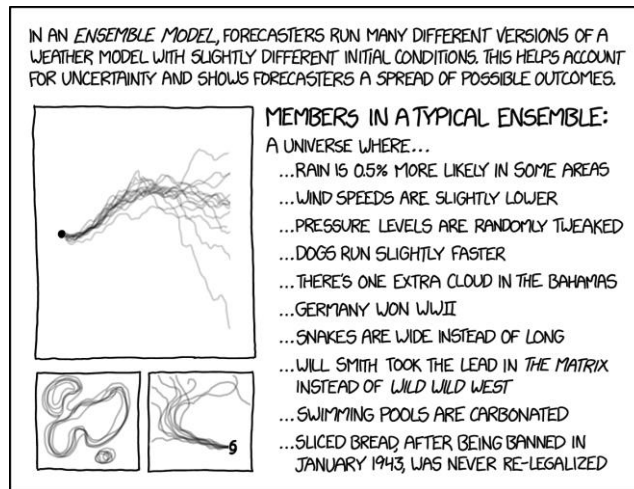 IN AN ENSEMBLE MODEL, FORECASTERS RUN MANY DIFFERENT VERSIONS OF A
WEATHER MODEL WITH SLIGHTLY DIFFERENT INITIAL CONDITIONS. THIS HELPS ACCOUNT
FOR UNCERTAINTY AND SHOWS FORECASTERS A SPREAD OF POSSIBLE OUTCOMES.
MEMBERS IN A TYPICAL ENSEMBLE:
A UNIVERSE WHERE...
...RAIN IS 0.5% MORE LIKELY IN SOME AREAS
...WIND SPEEDS ARE SLIGHTLY LOWER
...PRESSURE LEVELS ARE RANDOMLY TWEAKED
...DOGS RUN SLIGHTLY FASTER
...THERE'S ONE EXTRA CLOUD IN THE BAHAMAS
...GERMANY WON WWII
...SNAKES ARE WIDE INSTEAD OF LONG
...WILL SMITH TOOK THE LEAD IN THE MATRIX
INSTEAD OF WILD WILD WEST
...SWIMMING POOLS ARE CARBONATED
...SLICED BREAD, AFTER BEING BANNED IN
JANUARY 1943, WAS NEVER RE-LEGALIZED